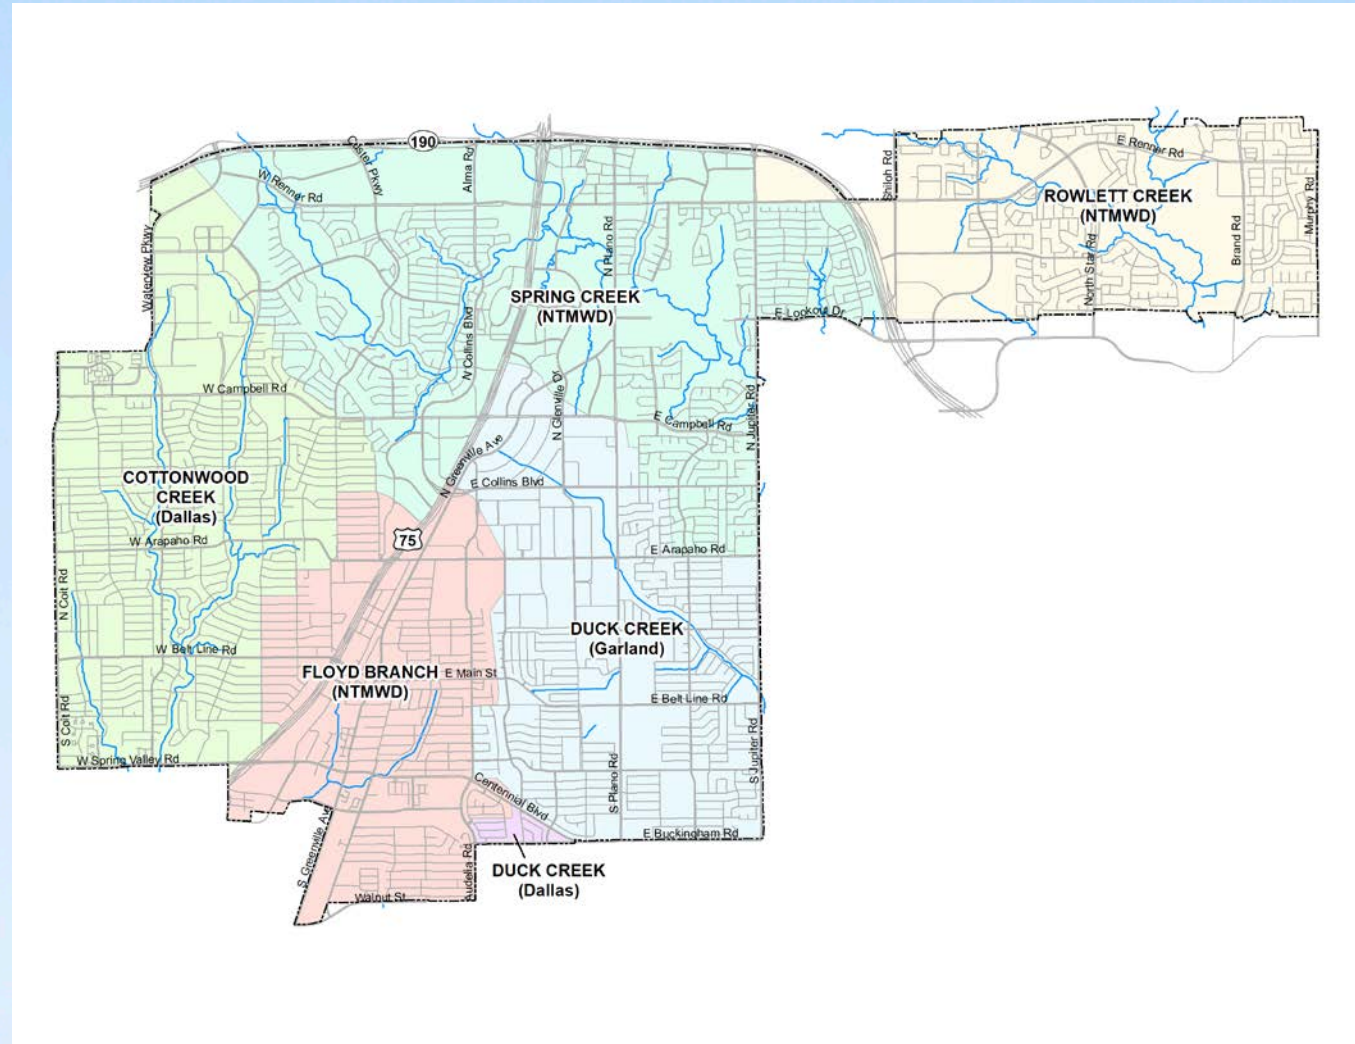 190
Custer Pkwy
Alma Rd
W Renner Rd
Shiloh Rd
E Renner Rd
ROWLETT CREEK
(NTMWD)
Murphy Rd
Brand Rd
North Star Rd
Waterview Pkwy
N Plano Rd
SPRING CREEK
(NTMWD)
E Lookout Dr
N Collins Blvd
W Campbell Rd
N Glenville Dr
N Jupiter Rd
E Campbell Rd
N Greenville Ave
COTTONWOOD
CREEK
(Dallas)
E Collins Blvd
W Arapaho Rd
75
E Arapaho Rd
N Coit Rd
DUCK CREEK
(Garland)
W Belt Line Rd
FLOYD BRANCH
(NTMWD)
E Main St
E Belt Line Rd
S Coit Rd
S Jupiter Rd
W Spring Valley Rd
S Plano Rd
Centennial Blvd
E Buckingham Rd
S Greenville Ave
Audelia Rd
DUCK CREEK
(Dallas)
Walnut St